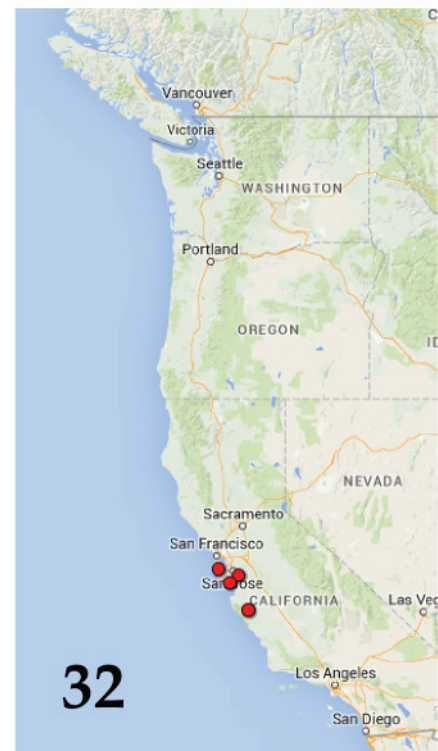 C
Vancouver
Victoria
Seattle
WASHINGTON
Portland
OREGON
ID
NEVADA
Sacramento
San Francisco
San Jose
CALIFORNIA
Las Veg
Los Angeles
San Diego
32